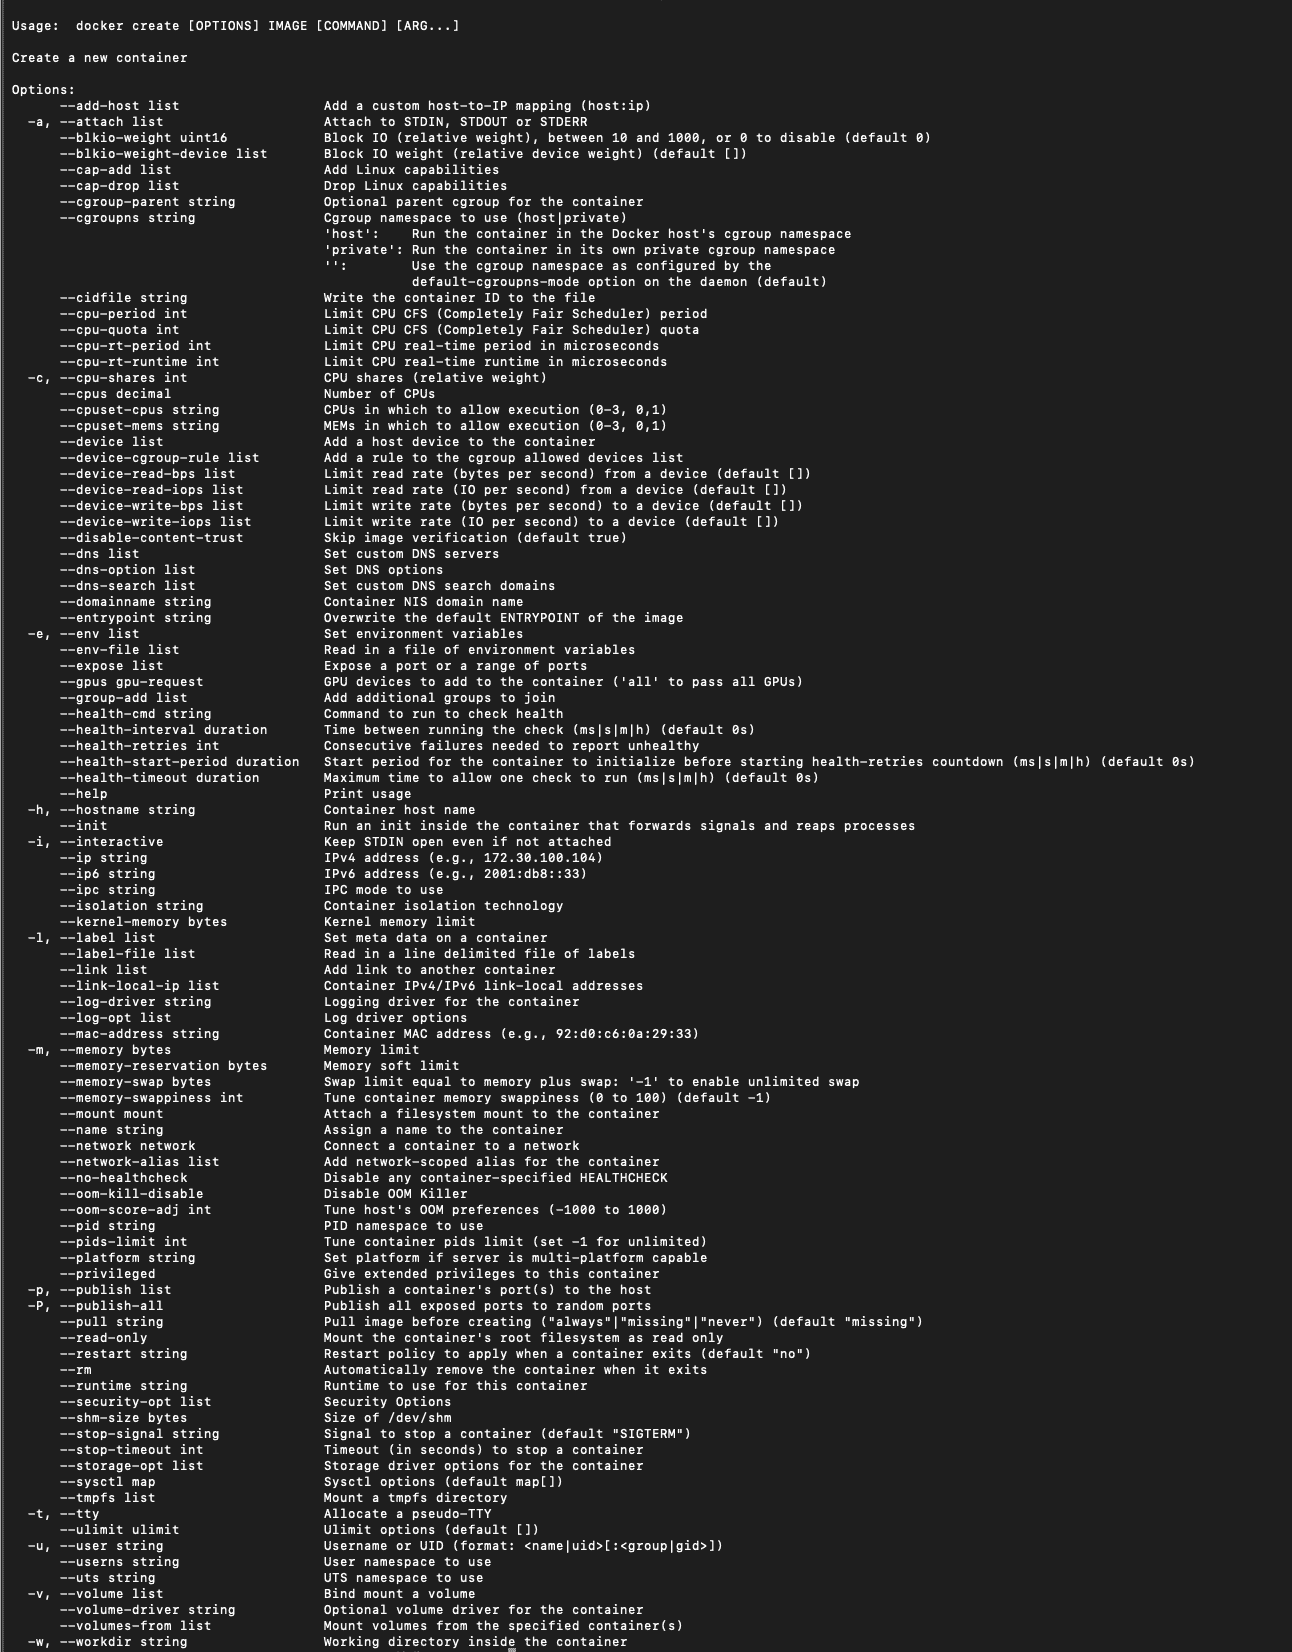 Usage:  docker create [OPTIONS] IMAGE [COMMAND] [ARG...]
Create a new container
Options:
      --add-host list                  Add a custom host-to-IP mapping (host:ip)
  -a, --attach list                    Attach to STDIN, STDOUT or STDERR
      --blkio-weight uint16            Block IO (relative weight), between 10 and 1000, or 0 to disable (default 0)
      --blkio-weight-device list       Block IO weight (relative device weight) (default [])
      --cap-add list                   Add Linux capabilities
      --cap-drop list                  Drop Linux capabilities
      --cgroup-parent string           Optional parent cgroup for the container
      --cgroupns string                Cgroup namespace to use (host|private)
                                       'host':    Run the container in the Docker host's cgroup namespace
                                       'private': Run the container in its own private cgroup namespace
                                       '':        Use the cgroup namespace as configured by the
                                                  default-cgroupns-mode option on the daemon (default)
      --cidfile string                 Write the container ID to the file
      --cpu-period int                 Limit CPU CFS (Completely Fair Scheduler) period
      --cpu-quota int                  Limit CPU CFS (Completely Fair Scheduler) quota
      --cpu-rt-period int              Limit CPU real-time period in microseconds
      --cpu-rt-runtime int             Limit CPU real-time runtime in microseconds
  -c, --cpu-shares int                 CPU shares (relative weight)
      --cpus decimal                   Number of CPUs
      --cpuset-cpus string             CPUs in which to allow execution (0-3, 0,1)
      --cpuset-mems string             MEMs in which to allow execution (0-3, 0,1)
      --device list                    Add a host device to the container
      --device-cgroup-rule list        Add a rule to the cgroup allowed devices list
      --device-read-bps list           Limit read rate (bytes per second) from a device (default [])
      --device-read-iops list          Limit read rate (IO per second) from a device (default [])
      --device-write-bps list          Limit write rate (bytes per second) to a device (default [])
      --device-write-iops list         Limit write rate (IO per second) to a device (default [])
      --disable-content-trust          Skip image verification (default true)
      --dns list                       Set custom DNS servers
      --dns-option list                Set DNS options
      --dns-search list                Set custom DNS search domains
      --domainname string              Container NIS domain name
      --entrypoint string              Overwrite the default ENTRYPOINT of the image
  -e, --env list                       Set environment variables
      --env-file list                  Read in a file of environment variables
      --expose list                    Expose a port or a range of ports
      --gpus gpu-request               GPU devices to add to the container ('all' to pass all GPUs)
      --group-add list                 Add additional groups to join
      --health-cmd string              Command to run to check health
      --health-interval duration       Time between running the check (ms|s|m|h) (default 0s)
      --health-retries int             Consecutive failures needed to report unhealthy
      --health-start-period duration   Start period for the container to initialize before starting health-retries countdown (ms|s|m|h) (default 0s)
      --health-timeout duration        Maximum time to allow one check to run (ms|s|m|h) (default 0s)
      --help                           Print usage
  -h, --hostname string                Container host name
      --init                           Run an init inside the container that forwards signals and reaps processes
  -i, --interactive                    Keep STDIN open even if not attached
      --ip string                      IPv4 address (e.g., 172.30.100.104)
      --ip6 string                     IPv6 address (e.g., 2001:db8::33)
      --ipc string                     IPC mode to use
      --isolation string               Container isolation technology
      --kernel-memory bytes            Kernel memory limit
  -l, --label list                     Set meta data on a container
      --label-file list                Read in a line delimited file of labels
      --link list                      Add link to another container
      --link-local-ip list             Container IPv4/IPv6 link-local addresses
      --log-driver string              Logging driver for the container
      --log-opt list                   Log driver options
      --mac-address string             Container MAC address (e.g., 92:d0:c6:0a:29:33)
  -m, --memory bytes                   Memory limit
      --memory-reservation bytes       Memory soft limit
      --memory-swap bytes              Swap limit equal to memory plus swap: '-1' to enable unlimited swap
      --memory-swappiness int          Tune container memory swappiness (0 to 100) (default -1)
      --mount mount                    Attach a filesystem mount to the container
      --name string                    Assign a name to the container
      --network network                Connect a container to a network
      --network-alias list             Add network-scoped alias for the container
      --no-healthcheck                 Disable any container-specified HEALTHCHECK
      --oom-kill-disable               Disable OOM Killer
      --oom-score-adj int              Tune host's OOM preferences (-1000 to 1000)
      --pid string                     PID namespace to use
      --pids-limit int                 Tune container pids limit (set -1 for unlimited)
      --platform string                Set platform if server is multi-platform capable
      --privileged                     Give extended privileges to this container
  -p, --publish list                   Publish a container's port(s) to the host
  -P, --publish-all                    Publish all exposed ports to random ports
      --pull string                    Pull image before creating ("always"|"missing"|"never") (default "missing")
      --read-only                      Mount the container's root filesystem as read only
      --restart string                 Restart policy to apply when a container exits (default "no")
      --rm                             Automatically remove the container when it exits
      --runtime string                 Runtime to use for this container
      --security-opt list              Security Options
      --shm-size bytes                 Size of /dev/shm
      --stop-signal string             Signal to stop a container (default "SIGTERM")
      --stop-timeout int               Timeout (in seconds) to stop a container
      --storage-opt list               Storage driver options for the container
      --sysctl map                     Sysctl options (default map[])
      --tmpfs list                     Mount a tmpfs directory
  -t, --tty                            Allocate a pseudo-TTY
      --ulimit ulimit                  Ulimit options (default [])
  -u, --user string                    Username or UID (format: <name|uid>[:<group|gid>])
      --userns string                  User namespace to use
      --uts string                     UTS namespace to use
  -v, --volume list                    Bind mount a volume
      --volume-driver string           Optional volume driver for the container
      --volumes-from list              Mount volumes from the specified container(s)
  -w, --workdir string                 Working directory inside the container